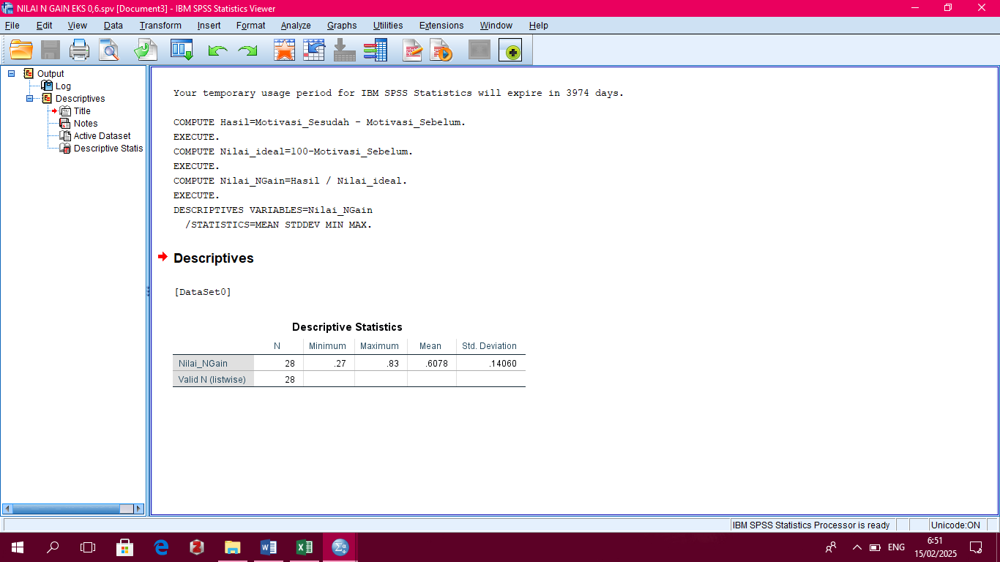 NILAI N GAIN EKS 0,6.spv [Document3] - IBM SPSS Statistics Viewer
File Edit View Data Transform Insert Format Analyze Graphs Utilities Extensions Window Help
Output
Log
Descriptives
Title
Notes
Active Dataset
Descriptive Statis
Your temporary usage period for IBM SPSS Statistics will expire in 3974 days.
COMPUTE Hasil=Motivasi_Sesudah - Motivasi_Sebelum.
EXECUTE.
COMPUTE Nilai_ideal=100-Motivasi_Sebelum.
EXECUTE.
COMPUTE Nilai_NGain=Hasil / Nilai_ideal.
EXECUTE.
DESCRIPTIVES VARIABLES=Nilai_NGain
/STATISTICS=MEAN STDDEV MIN MAX.
Descriptives
[DataSet0]
Descriptive Statistics
N Minimum Maximum Mean Std. Deviation
Nilai_NGain 28 .27 .83 .6078 .14060
Valid N (listwise) 28
IBM SPSS Statistics Processor is ready Unicode:ON
ENG 6:51
15/02/2025